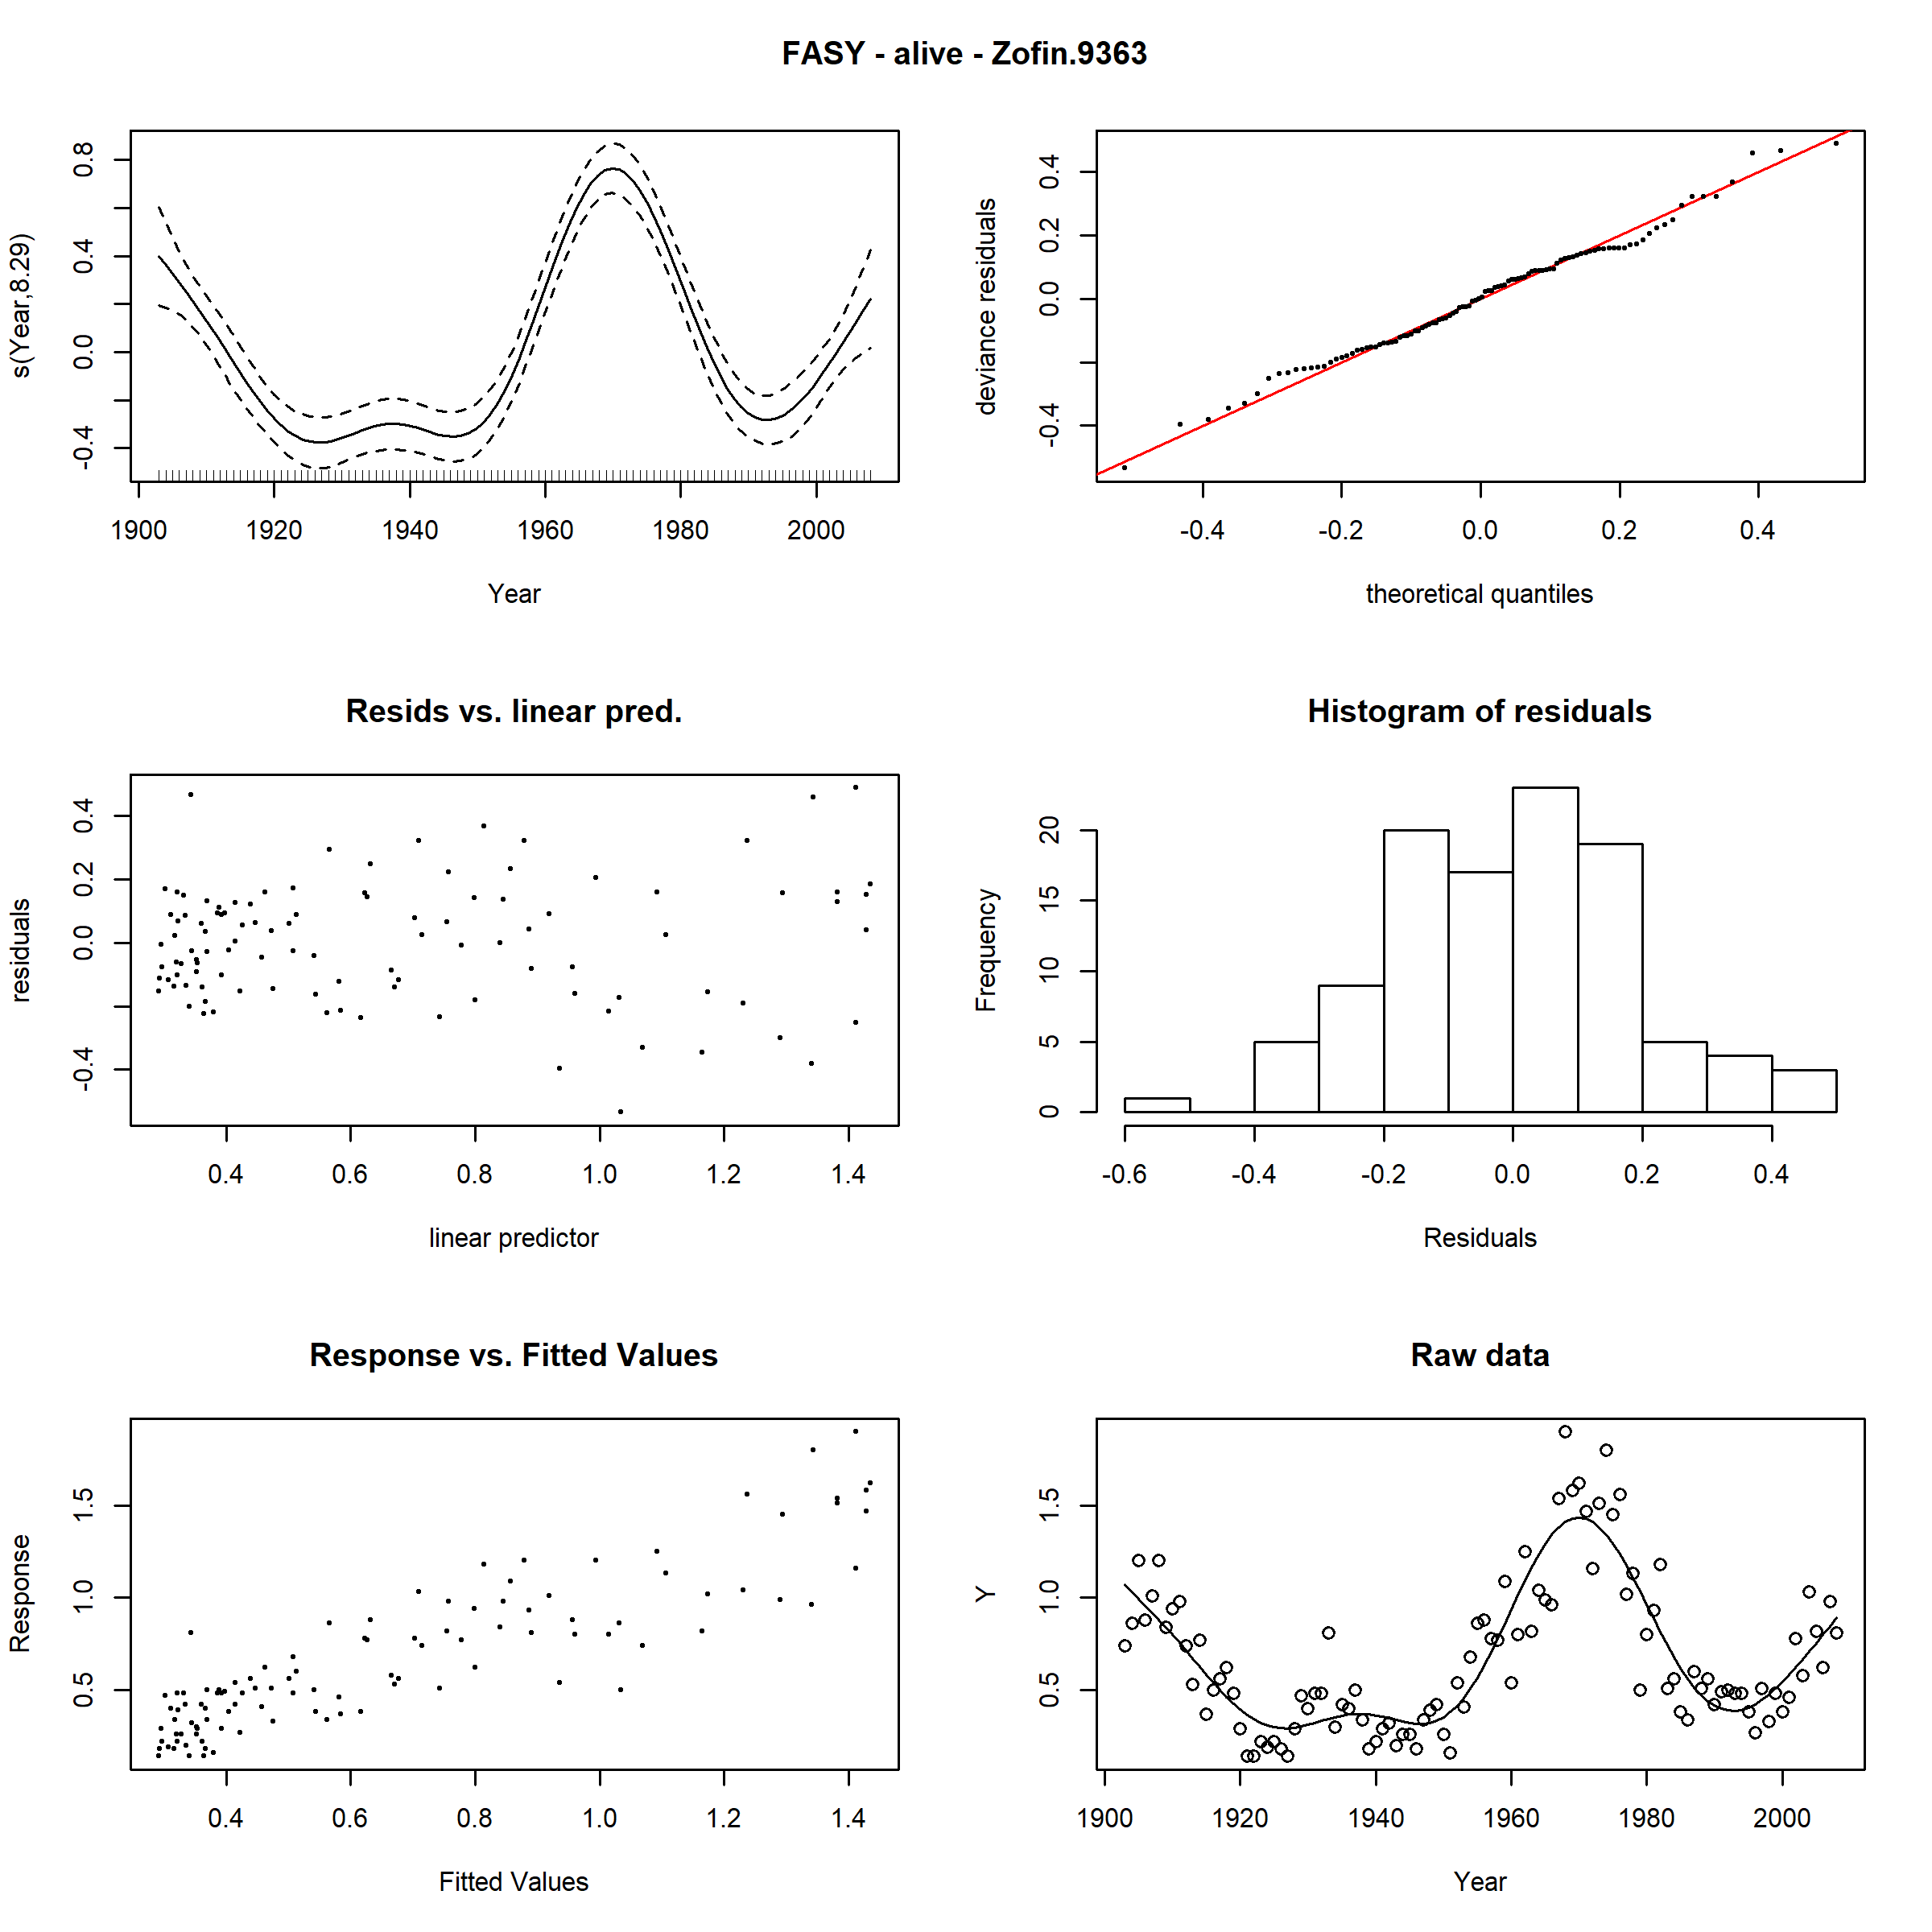 FASY - alive - Zofin.9363
s(Year,8.29)
-0.4 0.0 0.4 0.8
1900 1920 1940 1960 1980 2000
Year
deviance residuals
-0.4 0.0 0.2 0.4
-0.4 -0.2 0.0 0.2 0.4
theoretical quantiles
Resids vs. linear pred.
residuals
-0.4 0.0 0.2 0.4
0.4 0.6 0.8 1.0 1.2 1.4
linear predictor
Histogram of residuals
Frequency
0 5 10 15 20
-0.6 -0.4 -0.2 0.0 0.2 0.4
Residuals
Response vs. Fitted Values
Response
0.5 1.0 1.5
0.4 0.6 0.8 1.0 1.2 1.4
Fitted Values
Raw data
Y
0.5 1.0 1.5
1900 1920 1940 1960 1980 2000
Year